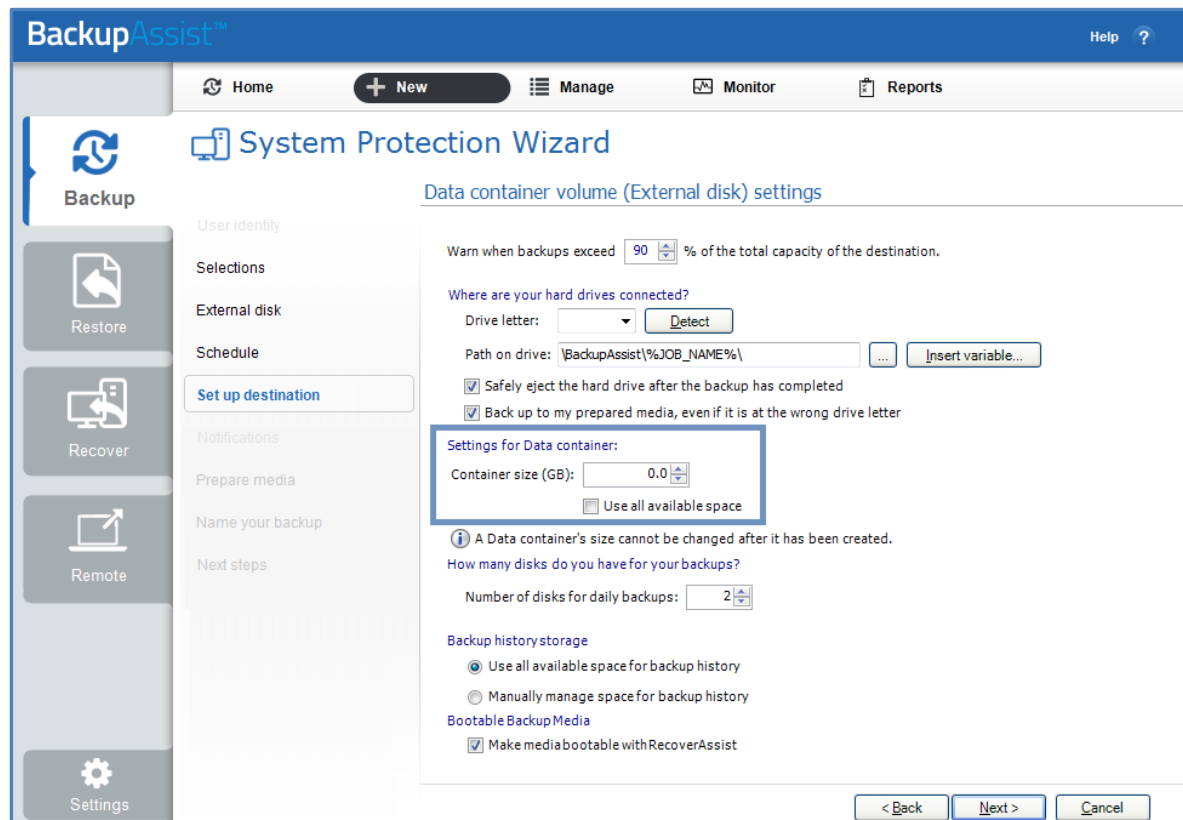 BackupAssist™
Help ?
Home New Manage Monitor Reports
System Protection Wizard
Backup
Restore
Recover
Remote
Settings
User identity
Selections
External disk
Schedule
Set up destination
Notifications
Prepare media
Name your backup
Next steps
Data container volume (External disk) settings
Warn when backups exceed 90 % of the total capacity of the destination.
Where are your hard drives connected?
Drive letter: Detect
Path on drive: \BackupAssist\%JOB_NAME%\ ... Insert variable...
Safely eject the hard drive after the backup has completed
Back up to my prepared media, even if it is at the wrong drive letter
Settings for Data container:
Container size (GB): 0.0
Use all available space
A Data container's size cannot be changed after it has been created.
How many disks do you have for your backups?
Number of disks for daily backups: 2
Backup history storage
Use all available space for backup history
Manually manage space for backup history
Bootable Backup Media
Make media bootable with RecoverAssist
< Back Next > Cancel